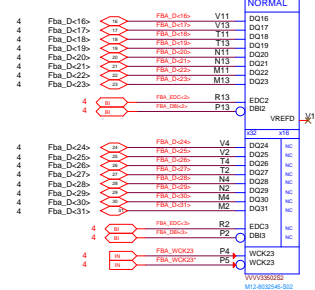 NORMAL
4 Fba_D<16> 16 FBA_D<16> V11 DQ16
4 Fba_D<17> 17 FBA_D<17> V13 DQ17
4 Fba_D<18> 18 FBA_D<18> T11 DQ18
4 Fba_D<19> 19 FBA_D<19> T13 DQ19
4 Fba_D<20> 20 FBA_D<20> N11 DQ20
4 Fba_D<21> 21 FBA_D<21> N13 DQ21
4 Fba_D<22> 22 FBA_D<22> M11 DQ22
4 Fba_D<23> 23 FBA_D<23> M13 DQ23
4 BI FBA_EDC<2> R13 EDC2
4 BI FBA_DBI<2> P13 DBI2
VREFD V1
x32 x16
4 Fba_D<24> 24 FBA_D<24> V4 DQ24 NC
4 Fba_D<25> 25 FBA_D<25> V2 DQ25 NC
4 Fba_D<26> 26 FBA_D<26> T4 DQ26 NC
4 Fba_D<27> 27 FBA_D<27> T2 DQ27 NC
4 Fba_D<28> 28 FBA_D<28> N4 DQ28 NC
4 Fba_D<29> 29 FBA_D<29> N2 DQ29 NC
4 Fba_D<30> 30 FBA_D<30> M4 DQ30 NC
4 Fba_D<31> 31 FBA_D<31> M2 DQ31 NC
4 BI FBA_EDC<3> R2 EDC3 NC
4 BI FBA_DBI<3> P2 DBI3 NC
4 IN FBA_WCK23 P4 WCK23
4 IN FBA_WCK23* P5 WCK23